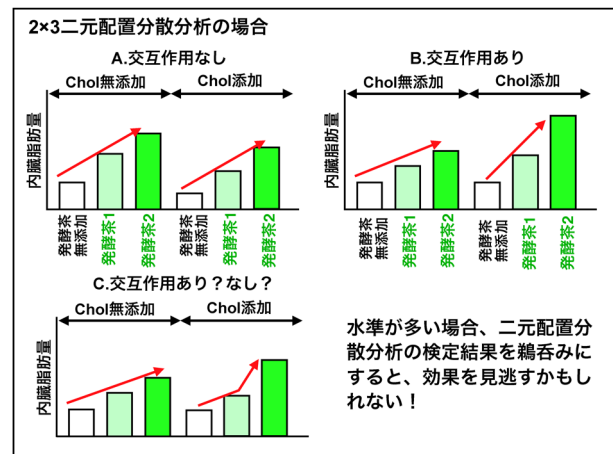 2×3二元配置分散分析の場合
A.交互作用なし
Chol無添加
Chol添加
内臓脂肪量
発酵茶
無添加
発酵茶1
発酵茶2
発酵茶
無添加
発酵茶1
発酵茶2
B.交互作用あり
Chol無添加
Chol添加
内臓脂肪量
発酵茶
無添加
発酵茶1
発酵茶2
発酵茶
無添加
発酵茶1
発酵茶2
C.交互作用あり？なし？
Chol無添加
Chol添加
内臓脂肪量
水準が多い場合、二元配置分
散分析の検定結果を鵜呑みに
すると、効果を見逃すかもし
れない！